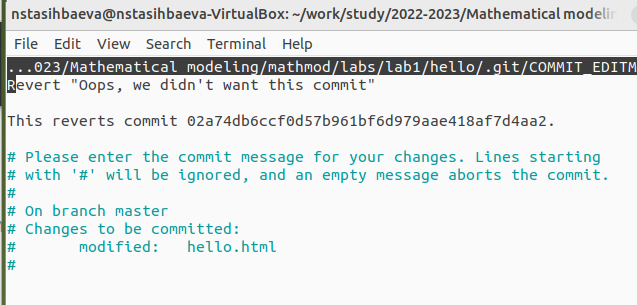 nstasihbaeva@nstasihbaeva-VirtualBox: ~/work/study/2022-2023/Mathematical modelin
File Edit View Search Terminal Help
...023/Mathematical modeling/mathmod/labs/lab1/hello/.git/COMMIT_EDITM
Revert "Oops, we didn't want this commit"
This reverts commit 02a74db6ccf0d57b961bf6d979aae418af7d4aa2.
# Please enter the commit message for your changes. Lines starting
# with '#' will be ignored, and an empty message aborts the commit.
#
# On branch master
# Changes to be committed:
# modified: hello.html
#